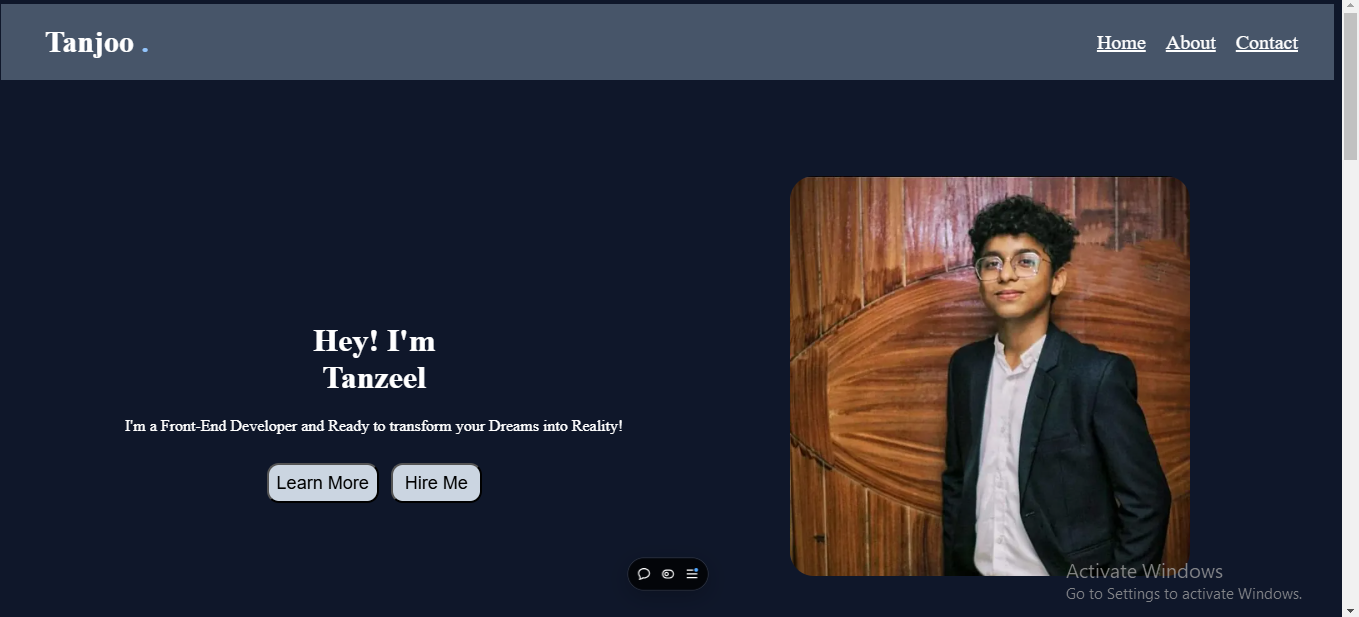 Tanjoo .
Home About Contact
Hey! I'm
Tanzeel
I'm a Front-End Developer and Ready to transform your Dreams into Reality!
Learn More Hire Me
Activate Windows
Go to Settings to activate Windows.